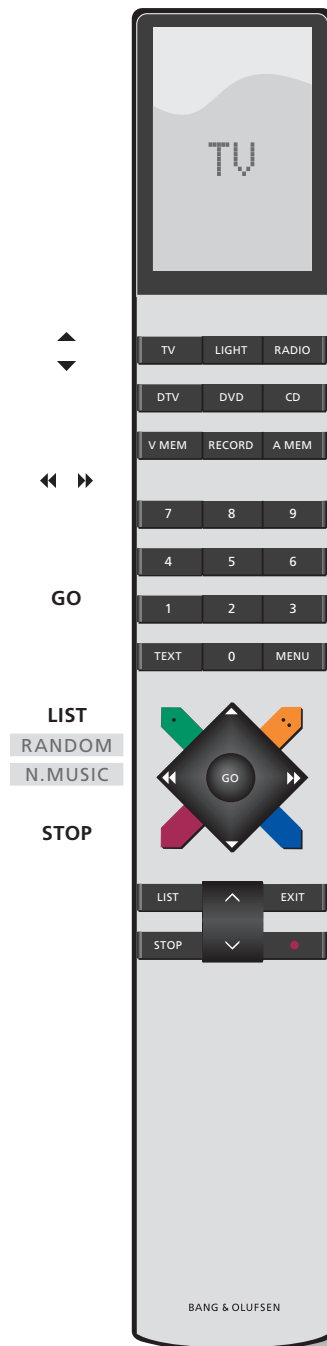 TV
TV LIGHT RADIO
DTV DVD CD
V MEM RECORD A MEM
7 8 9
4 5 6
GO
1 2 3
TEXT 0 MENU
LIST
RANDOM
N.MUSIC
GO
STOP
LIST EXIT
STOP
BANG & OLUFSEN